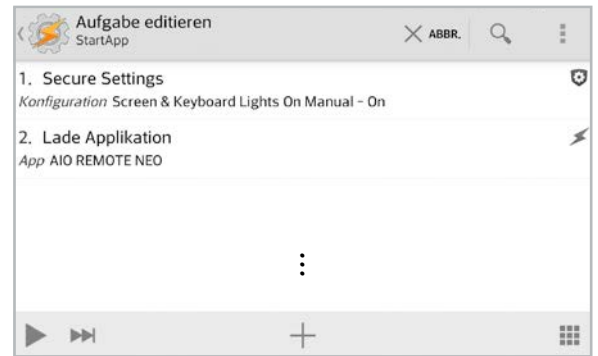 Aufgabe editieren
StartApp
ABBR.
1. Secure Settings
Konfiguration Screen & Keyboard Lights On Manual - On
2. Lade Applikation
App AIO REMOTE NEO